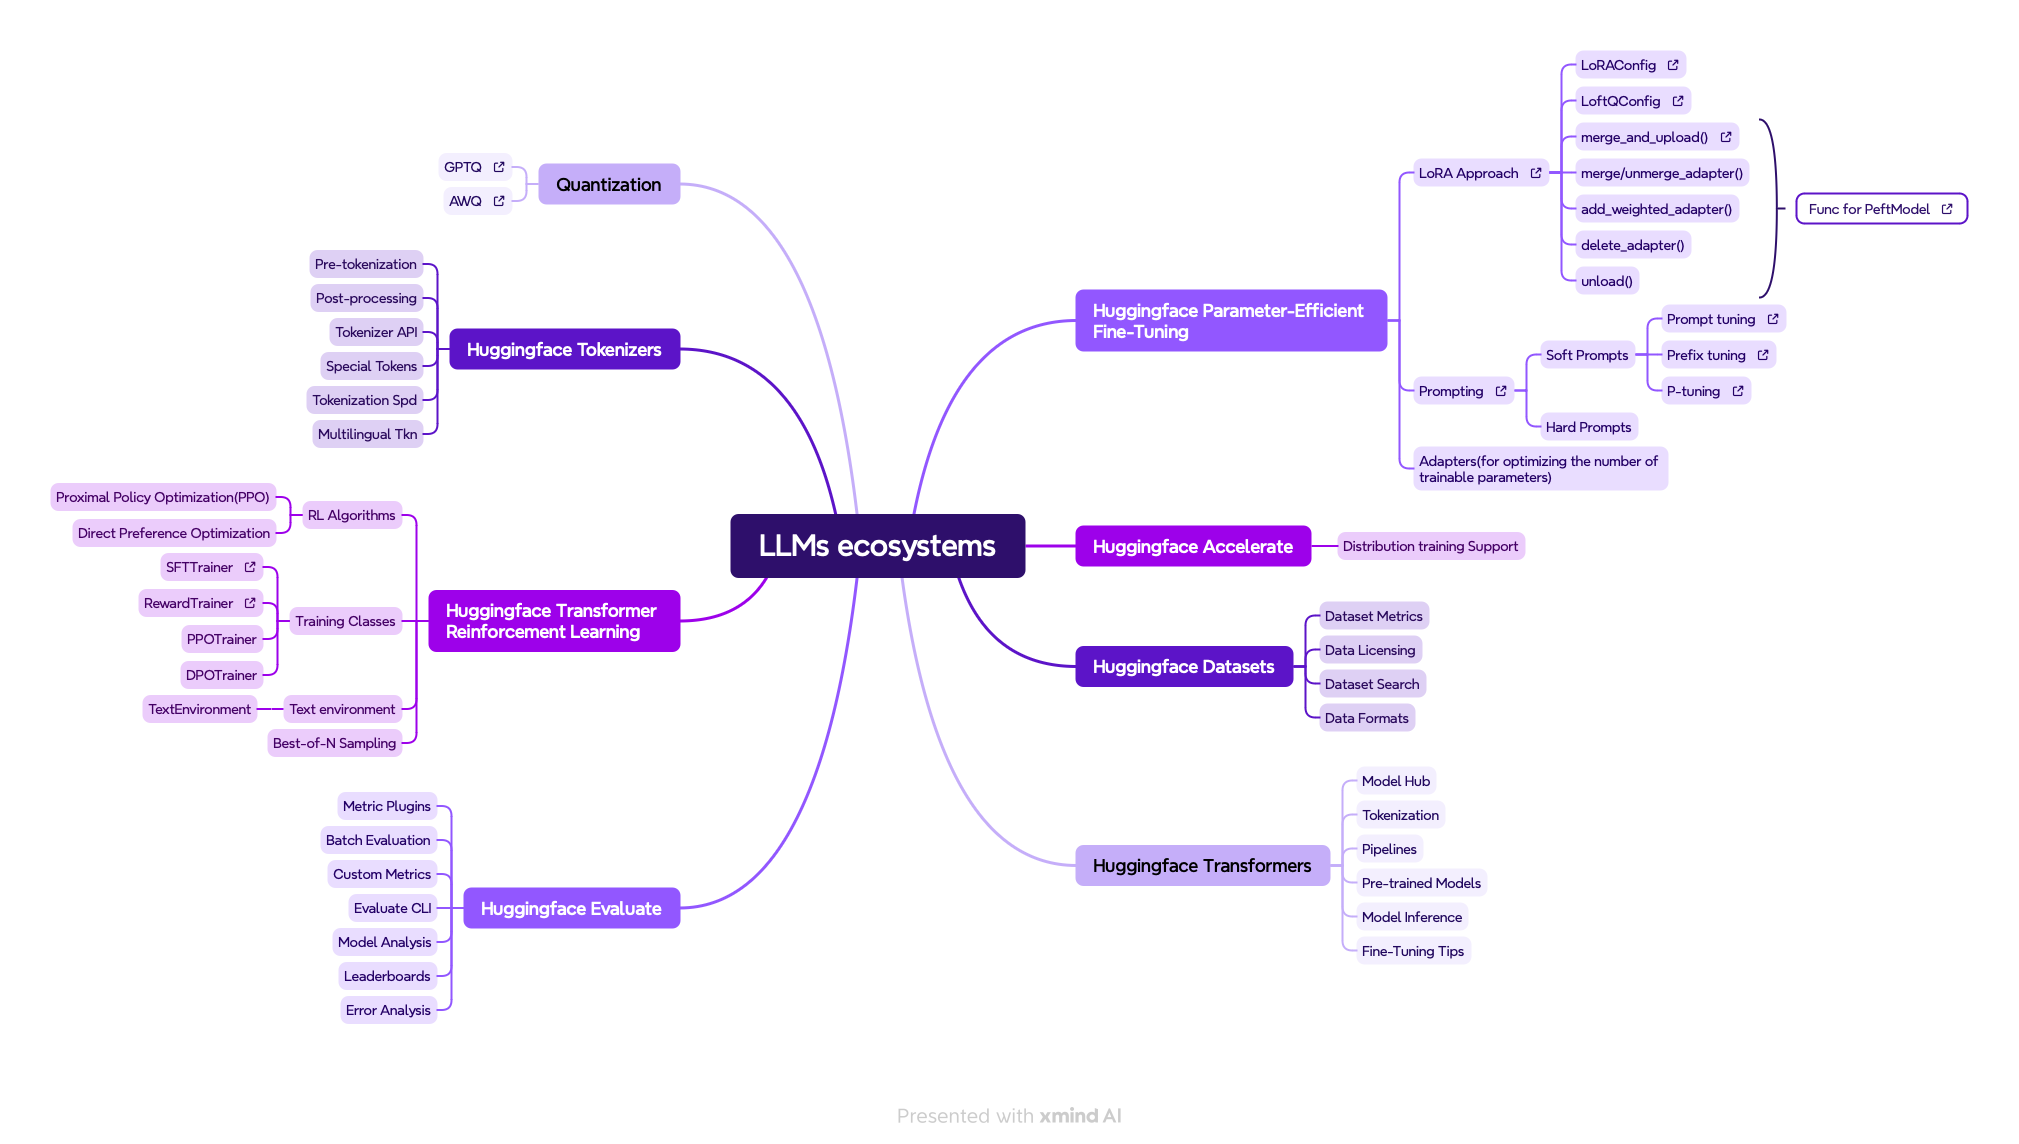 LLMs ecosystems
Huggingface Parameter-Efficient
Fine-Tuning
LoRA Approach
LoRAConfig
LoftQConfig
merge_and_upload()
merge/unmerge_adapter()
add_weighted_adapter()
delete_adapter()
unload()
Func for PeftModel
Prompting
Soft Prompts
Prompt tuning
Prefix tuning
P-tuning
Hard Prompts
Adapters(for optimizing the number of
trainable parameters)
Huggingface Accelerate
Distribution training Support
Huggingface Datasets
Dataset Metrics
Data Licensing
Dataset Search
Data Formats
Huggingface Transformers
Model Hub
Tokenization
Pipelines
Pre-trained Models
Model Inference
Fine-Tuning Tips
Quantization
GPTQ
AWQ
Huggingface Tokenizers
Pre-tokenization
Post-processing
Tokenizer API
Special Tokens
Tokenization Spd
Multilingual Tkn
Huggingface Transformer
Reinforcement Learning
RL Algorithms
Proximal Policy Optimization(PPO)
Direct Preference Optimization
Training Classes
SFTTrainer
RewardTrainer
PPOTrainer
DPOTrainer
Text environment
TextEnvironment
Best-of-N Sampling
Huggingface Evaluate
Metric Plugins
Batch Evaluation
Custom Metrics
Evaluate CLI
Model Analysis
Leaderboards
Error Analysis
Presented with xmind AI